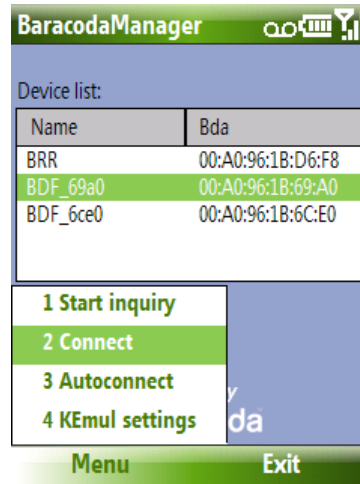 BaracodaManager
Device list:
Name Bda
BRR 00:A0:96:1B:D6:F8
BDF_69a0 00:A0:96:1B:69:A0
BDF_6ce0 00:A0:96:1B:6C:E0
1 Start inquiry
2 Connect
3 Autoconnect
y
4 KEmul settings
da
Menu Exit